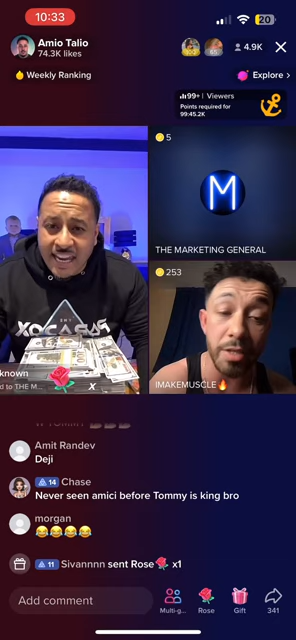 10:33
20
Amio Talio
74.3K likes
4.9K
Weekly Ranking
Explore >
99+ | Viewers
Points required for
99:45.2K
5
M
THE MARKETING GENERAL
253
IMAKEMUSCLE🔥
known
d to THE M...
X
Amit Randev
Deji
14 Chase
Never seen amici before Tommy is king bro
morgan
😂😂😂😂
11 Sivannnn sent Rose🌹 x1
Add comment
Multi-g...
Rose
Gift
341